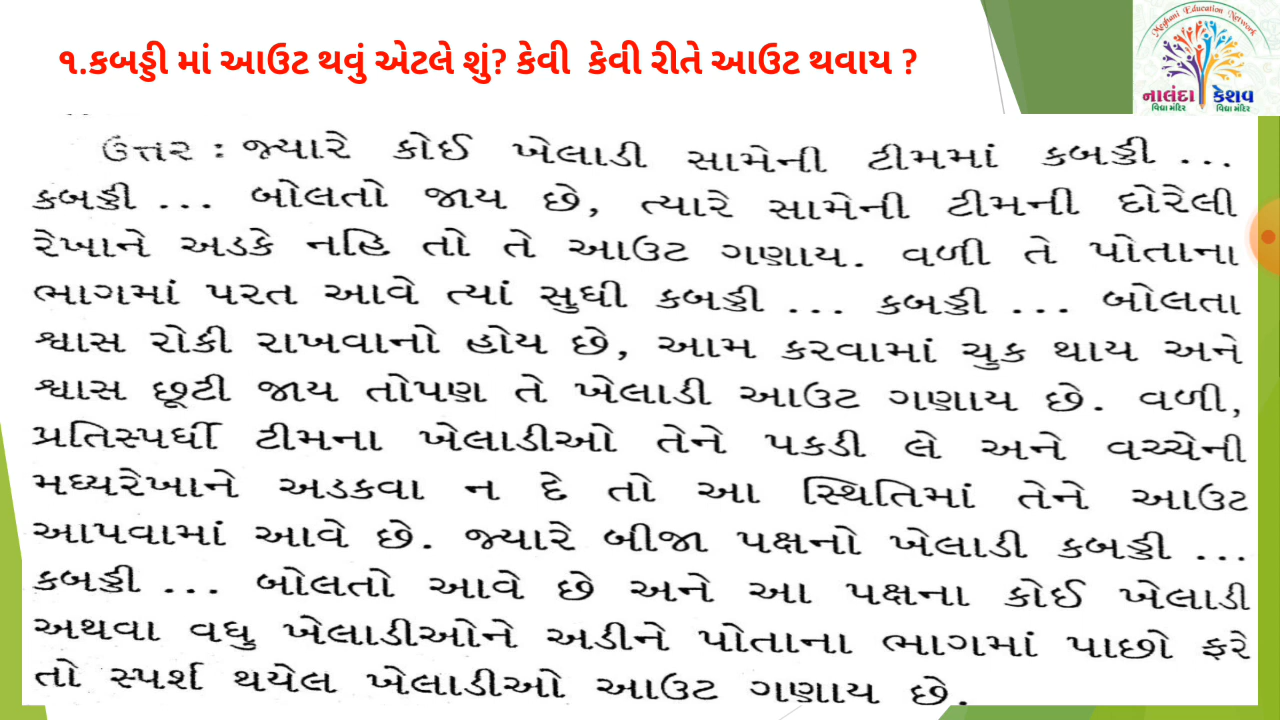 ૧.કબડ્ડી માં આઉટ થવું એટલે શું? કેવી કેવી રીતે આઉટ થવાય ?
Meghani Education Network
નાલંદા કેશવ
વિદ્યા મંદિર વિદ્યા મંદિર
ઉત્તર : જ્યારે કોઈ ખેલાડી સામેની ટીમમાં કબડ્ડી ...
કબડ્ડી ... બોલતો જાય છે, ત્યારે સામેની ટીમની દોરેલી
રેખાને અડકે નહિ તો તે આઉટ ગણાય. વળી તે પોતાના
ભાગમાં પરત આવે ત્યાં સુધી કબડ્ડી ... કબડ્ડી ... બોલતા
શ્વાસ રોકી રાખવાનો હોય છે, આમ કરવામાં ચુક થાય અને
શ્વાસ છૂટી જાય તોપણ તે ખેલાડી આઉટ ગણાય છે. વળી,
પ્રતિસ્પર્ધી ટીમના ખેલાડીઓ તેને પકડી લે અને વચ્ચેની
મધ્યરેખાને અડકવા ન દે તો આ સ્થિતિમાં તેને આઉટ
આપવામાં આવે છે. જ્યારે બીજા પક્ષનો ખેલાડી કબડ્ડી ...
કબડ્ડી ... બોલતો આવે છે અને આ પક્ષના કોઈ ખેલાડી
અથવા વધુ ખેલાડીઓને અડીને પોતાના ભાગમાં પાછો ફરે
તો સ્પર્શ થયેલ ખેલાડીઓ આઉટ ગણાય છે.